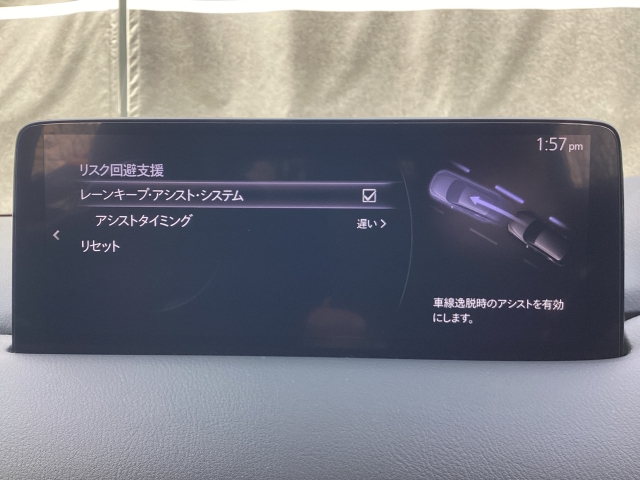 1:57 pm
リスク回避支援
レーンキープ・アシスト・システム
アシストタイミング 遅い
リセット
車線逸脱時のアシストを有効
にします。